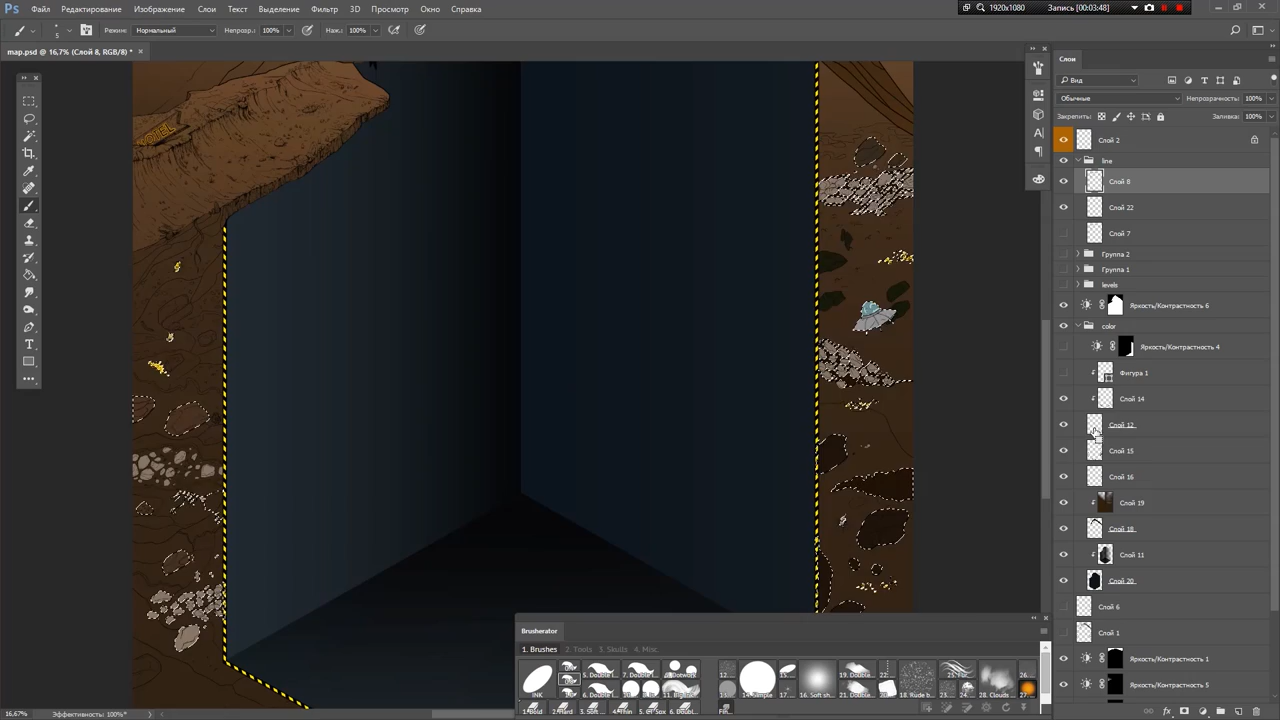 Ps Файл Редактирование Изображение Слои Текст Выделение Фильтр 3D Просмотр Окно Справка
1920x1080 Запись [00:03:48]
5 Режим: Нормальный Непрозр.: 100% Наж.: 100%
map.psd @ 16,7% (Слой 8, RGB/8) *
Слои
Вид
Обычные Непрозрачность: 100%
Закрепить: Заливка: 100%
Слой 2
line
Слой 8
Слой 22
Слой 7
Группа 2
Группа 1
levels
Яркость/Контрастность 6
color
Яркость/Контрастность 4
Фигура 1
Слой 14
Слой 12
Слой 15
Слой 16
Слой 19
Слой 18
Слой 11
Слой 20
Слой 6
Слой 1
Яркость/Контрастность 1
Яркость/Контрастность 5
Brusherator
1. Brushes 2. Tools 3. Skulls 4. Misc.
INK
16,67% Эффективность: 100%*